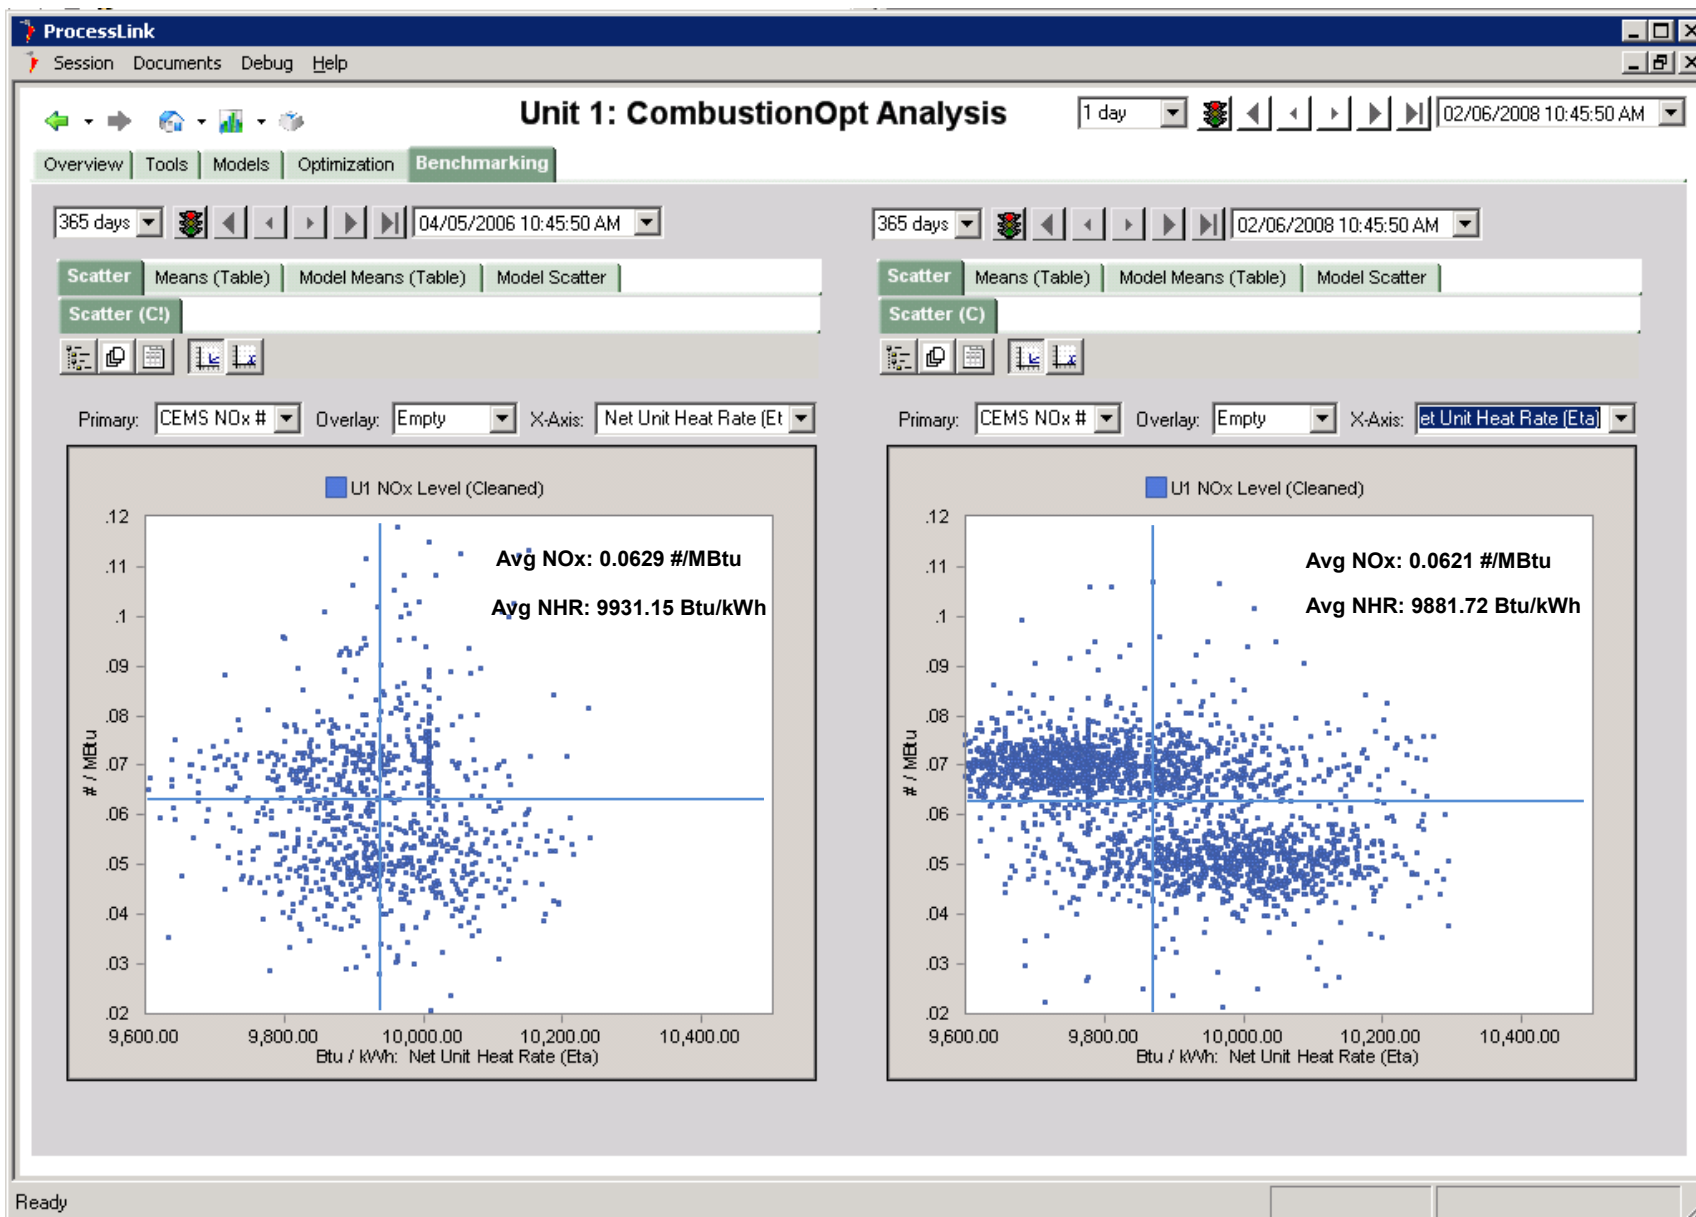 ProcessLink
Session Documents Debug Help
Unit 1: CombustionOpt Analysis
1 day
02/06/2008 10:45:50 AM
Overview Tools Models Optimization Benchmarking
365 days
04/05/2006 10:45:50 AM
Scatter Means (Table) Model Means (Table) Model Scatter
Scatter (C!)
Primary: CEMS NOx # Overlay: Empty X-Axis: Net Unit Heat Rate (Et
U1 NOx Level (Cleaned)
Avg NOx: 0.0629 #/MBtu
Avg NHR: 9931.15 Btu/kWh
.12
.11
.1
.09
.08
.07
.06
.05
.04
.03
.02
# / MBtu
9,600.00 9,800.00 10,000.00 10,200.00 10,400.00
Btu / kWh: Net Unit Heat Rate (Eta)
365 days
02/06/2008 10:45:50 AM
Scatter Means (Table) Model Means (Table) Model Scatter
Scatter (C)
Primary: CEMS NOx # Overlay: Empty X-Axis: et Unit Heat Rate (Eta)
U1 NOx Level (Cleaned)
Avg NOx: 0.0621 #/MBtu
Avg NHR: 9881.72 Btu/kWh
.12
.11
.1
.09
.08
.07
.06
.05
.04
.03
.02
# / MBtu
9,600.00 9,800.00 10,000.00 10,200.00 10,400.00
Btu / kWh: Net Unit Heat Rate (Eta)
Ready